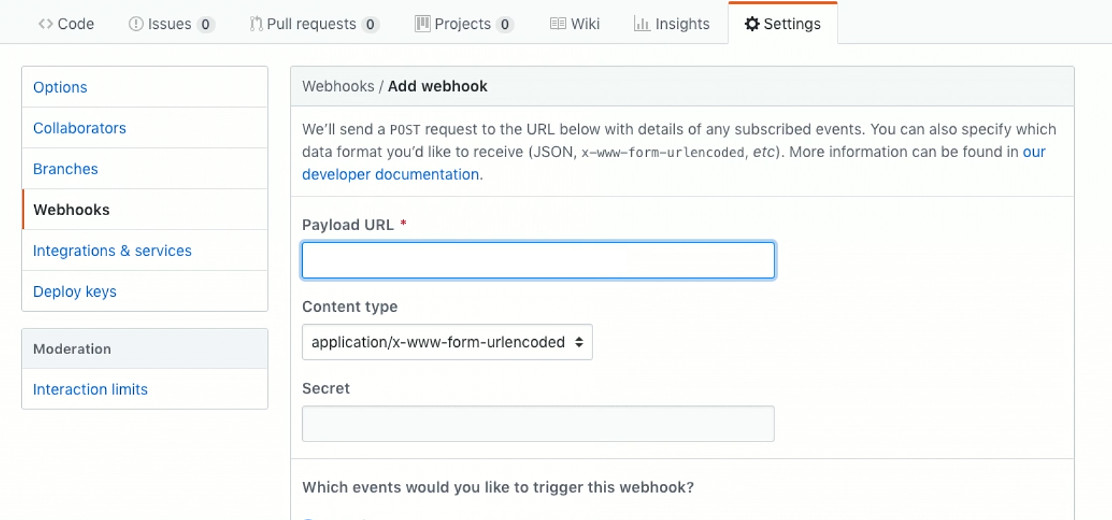 Code Issues 0 Pull requests 0 Projects 0 Wiki Insights Settings
Options
Collaborators
Branches
Webhooks
Integrations & services
Deploy keys
Moderation
Interaction limits
Webhooks / Add webhook
We'll send a POST request to the URL below with details of any subscribed events. You can also specify which
data format you'd like to receive (JSON, x-www-form-urlencoded, etc). More information can be found in our
developer documentation.
Payload URL *
Content type
application/x-www-form-urlencoded
Secret
Which events would you like to trigger this webhook?